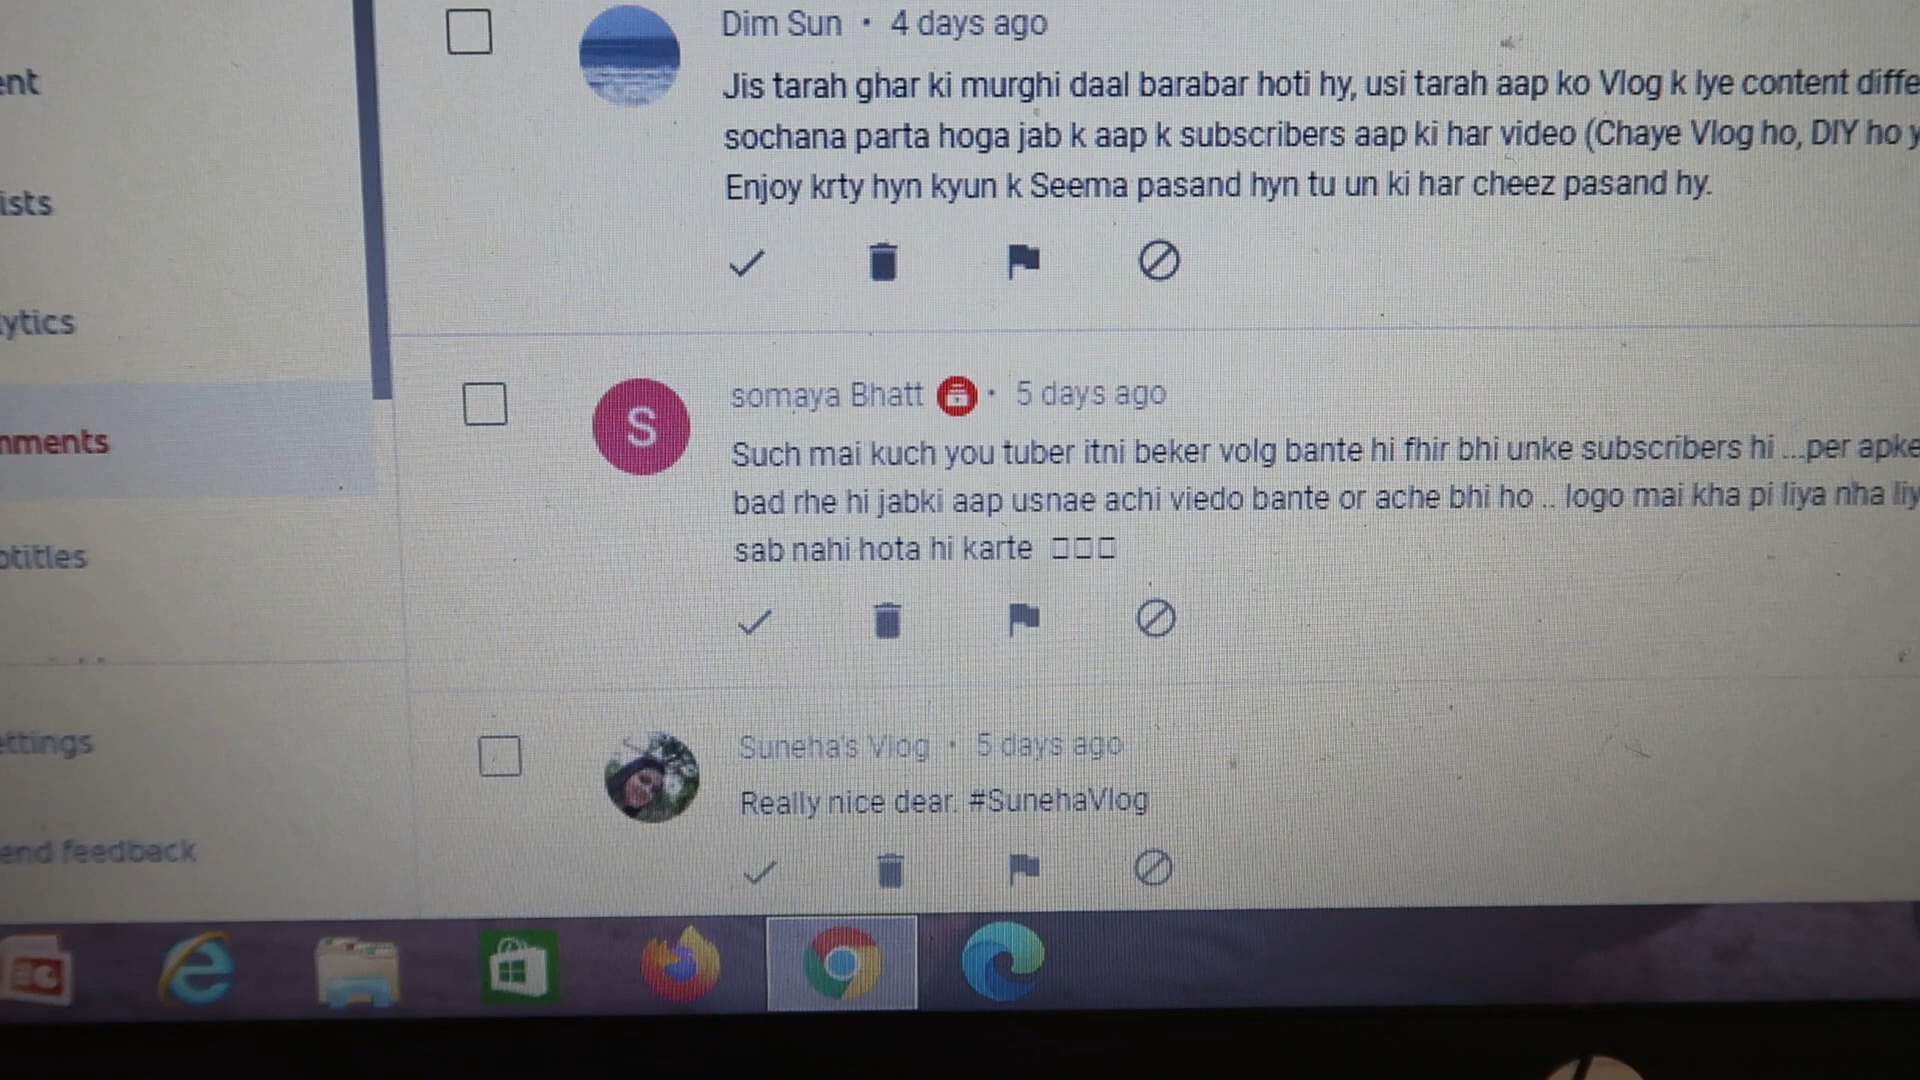 Dim Sun • 4 days ago
Jis tarah ghar ki murghi daal barabar hoti hy, usi tarah aap ko Vlog k lye content diffe
sochana parta hoga jab k aap k subscribers aap ki har video (Chaye Vlog ho, DIY ho y
Enjoy krty hyn kyun k Seema pasand hyn tu un ki har cheez pasand hy.
ent
ists
ytics
S
somaya Bhatt • 5 days ago
Such mai kuch you tuber itni beker volg bante hi fhir bhi unke subscribers hi ...per apke
bad rhe hi jabki aap usnae achi viedo bante or ache bhi ho .. logo mai kha pi liya nha liy
sab nahi hota hi karte □□□
mments
btitles
Suneha's Vlog • 5 days ago
Really nice dear. #SunehaVlog
ettings
end feedback